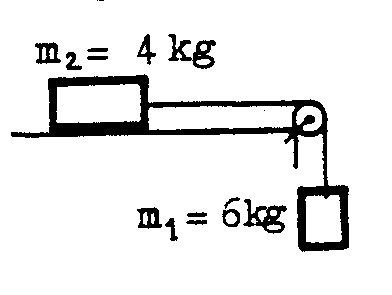 m₂ = 4 kg
m₁ = 6kg